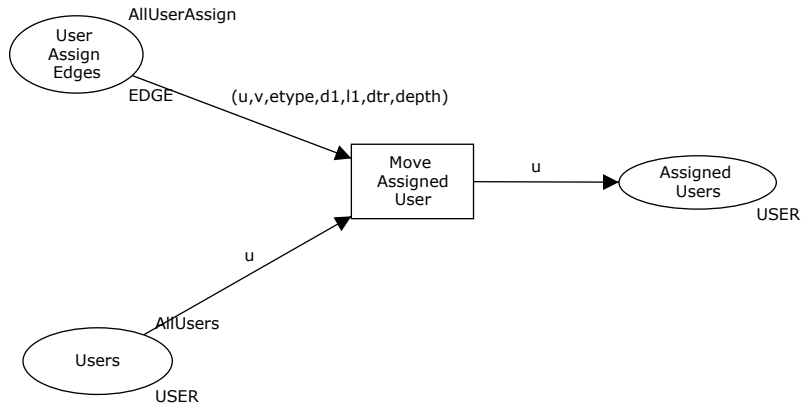 AllUserAssign
User
Assign
Edges
EDGE
(u,v,etype,d1,l1,dtr,depth)
Move
Assigned
User
u
Assigned
Users
USER
u
AllUsers
Users
USER